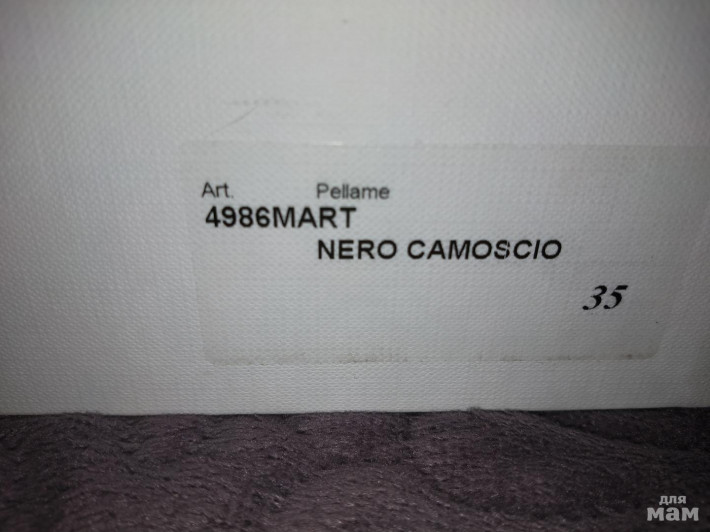 Art. Pellame
4986MART
NERO CAMOSCIO
35
для
мам